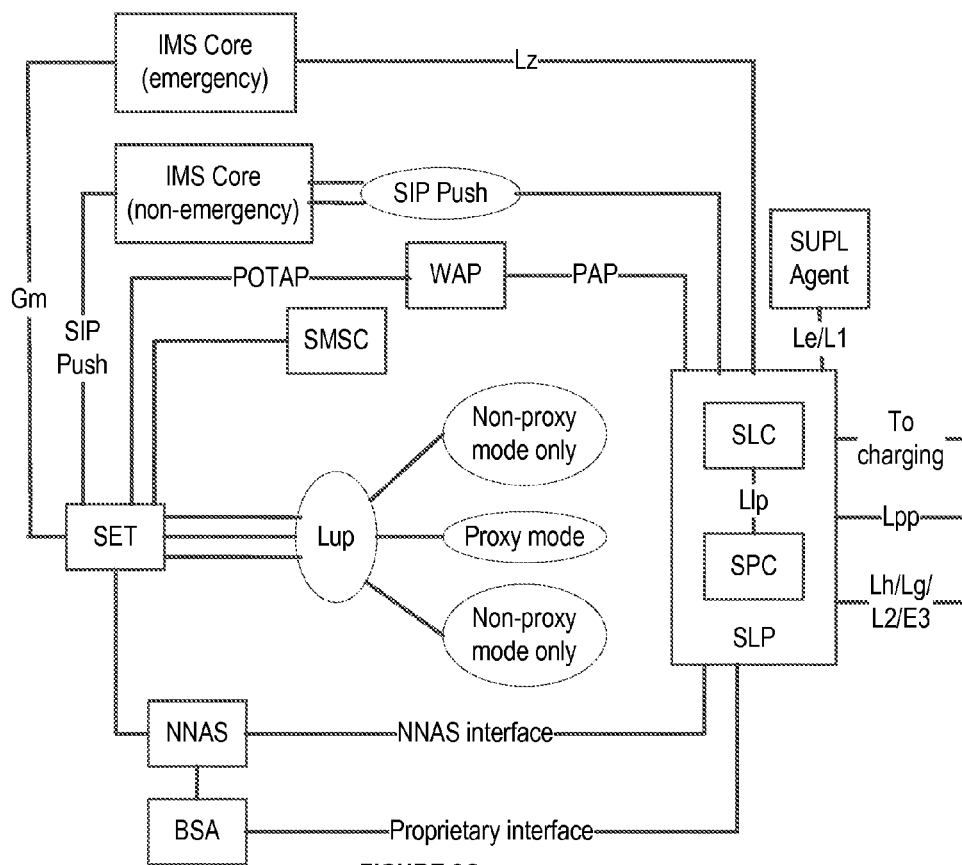 IMS Core
(emergency)
Lz
IMS Core
(non-emergency)
SIP Push
SUPL
Agent
POTAP
WAP
PAP
Gm
SIP
Push
SMSC
Le/L1
Non-proxy
mode only
SLC
To
charging
Llp
SET
Lup
Proxy mode
Lpp
SPC
Non-proxy
mode only
Lh/Lg/
L2/E3
SLP
NNAS
NNAS interface
BSA
Proprietary interface